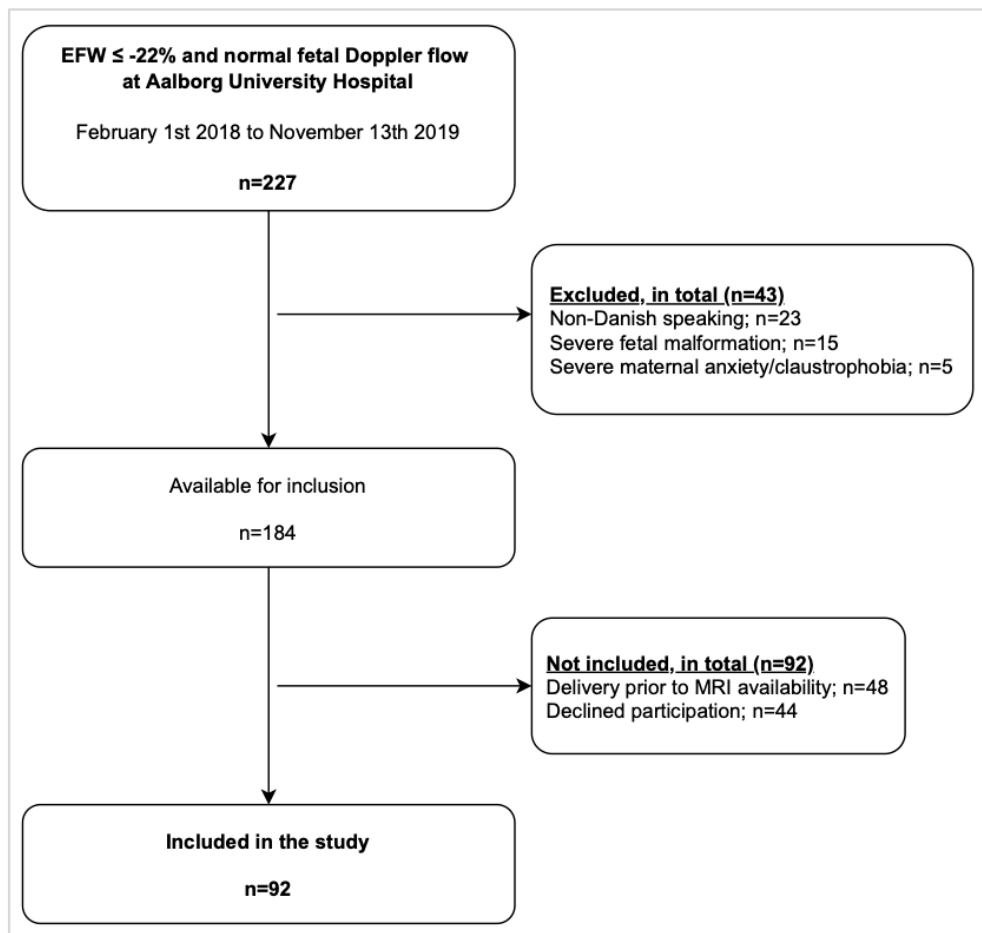 EFW ≤ -22% and normal fetal Doppler flow
at Aalborg University Hospital
February 1st 2018 to November 13th 2019
n=227
Excluded, in total (n=43)
Non-Danish speaking; n=23
Severe fetal malformation; n=15
Severe maternal anxiety/claustrophobia; n=5
Available for inclusion
n=184
Not included, in total (n=92)
Delivery prior to MRI availability; n=48
Declined participation; n=44
Included in the study
n=92